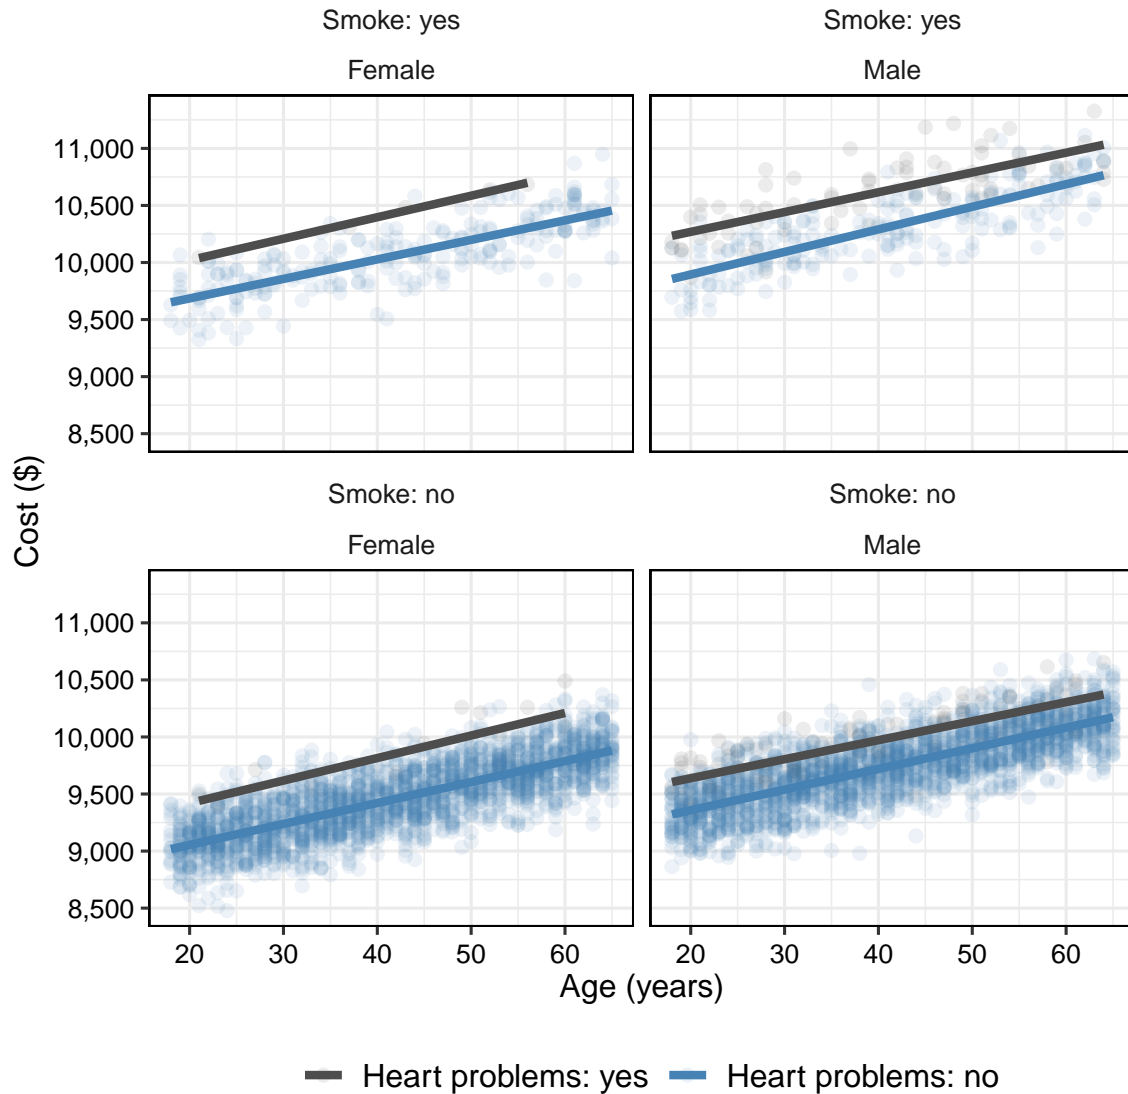 Smoke: yes
Smoke: yes
Female
Male
11,000
10,500
10,000
9,500
9,000
8,500
Smoke: no
Smoke: no
Female
Male
Cost ($)
11,000
10,500
10,000
9,500
9,000
8,500
20 30 40 50 60
20 30 40 50 60
Age (years)
Heart problems: yes Heart problems: no